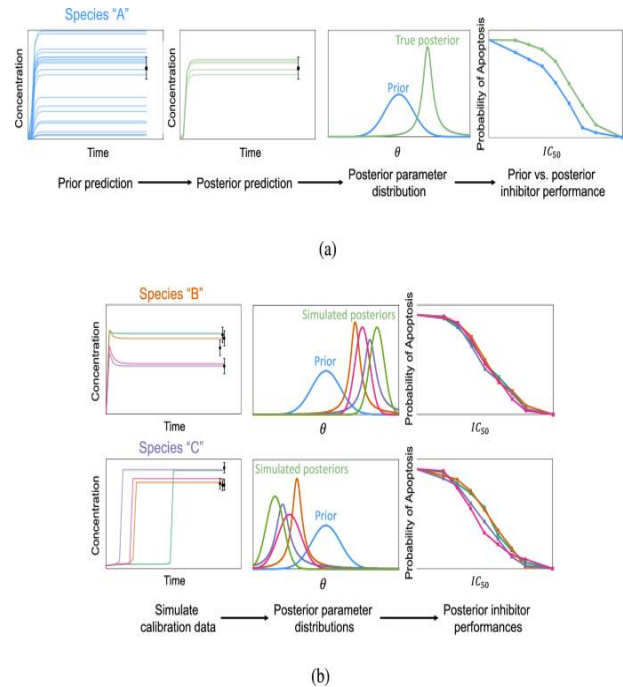 Species "A"
Concentration
Time
Concentration
Time
True posterior
Prior
θ
Probability of Apoptosis
IC₅₀
Prior prediction
Posterior prediction
Posterior parameter
distribution
Prior vs. posterior
inhibitor performance
(a)
Species "B"
Concentration
Time
Simulated posteriors
Prior
θ
Probability of Apoptosis
IC₅₀
Species "C"
Concentration
Time
Simulated posteriors
Prior
θ
Probability of Apoptosis
IC₅₀
Simulate
calibration data
Posterior parameter
distributions
Posterior inhibitor
performances
(b)